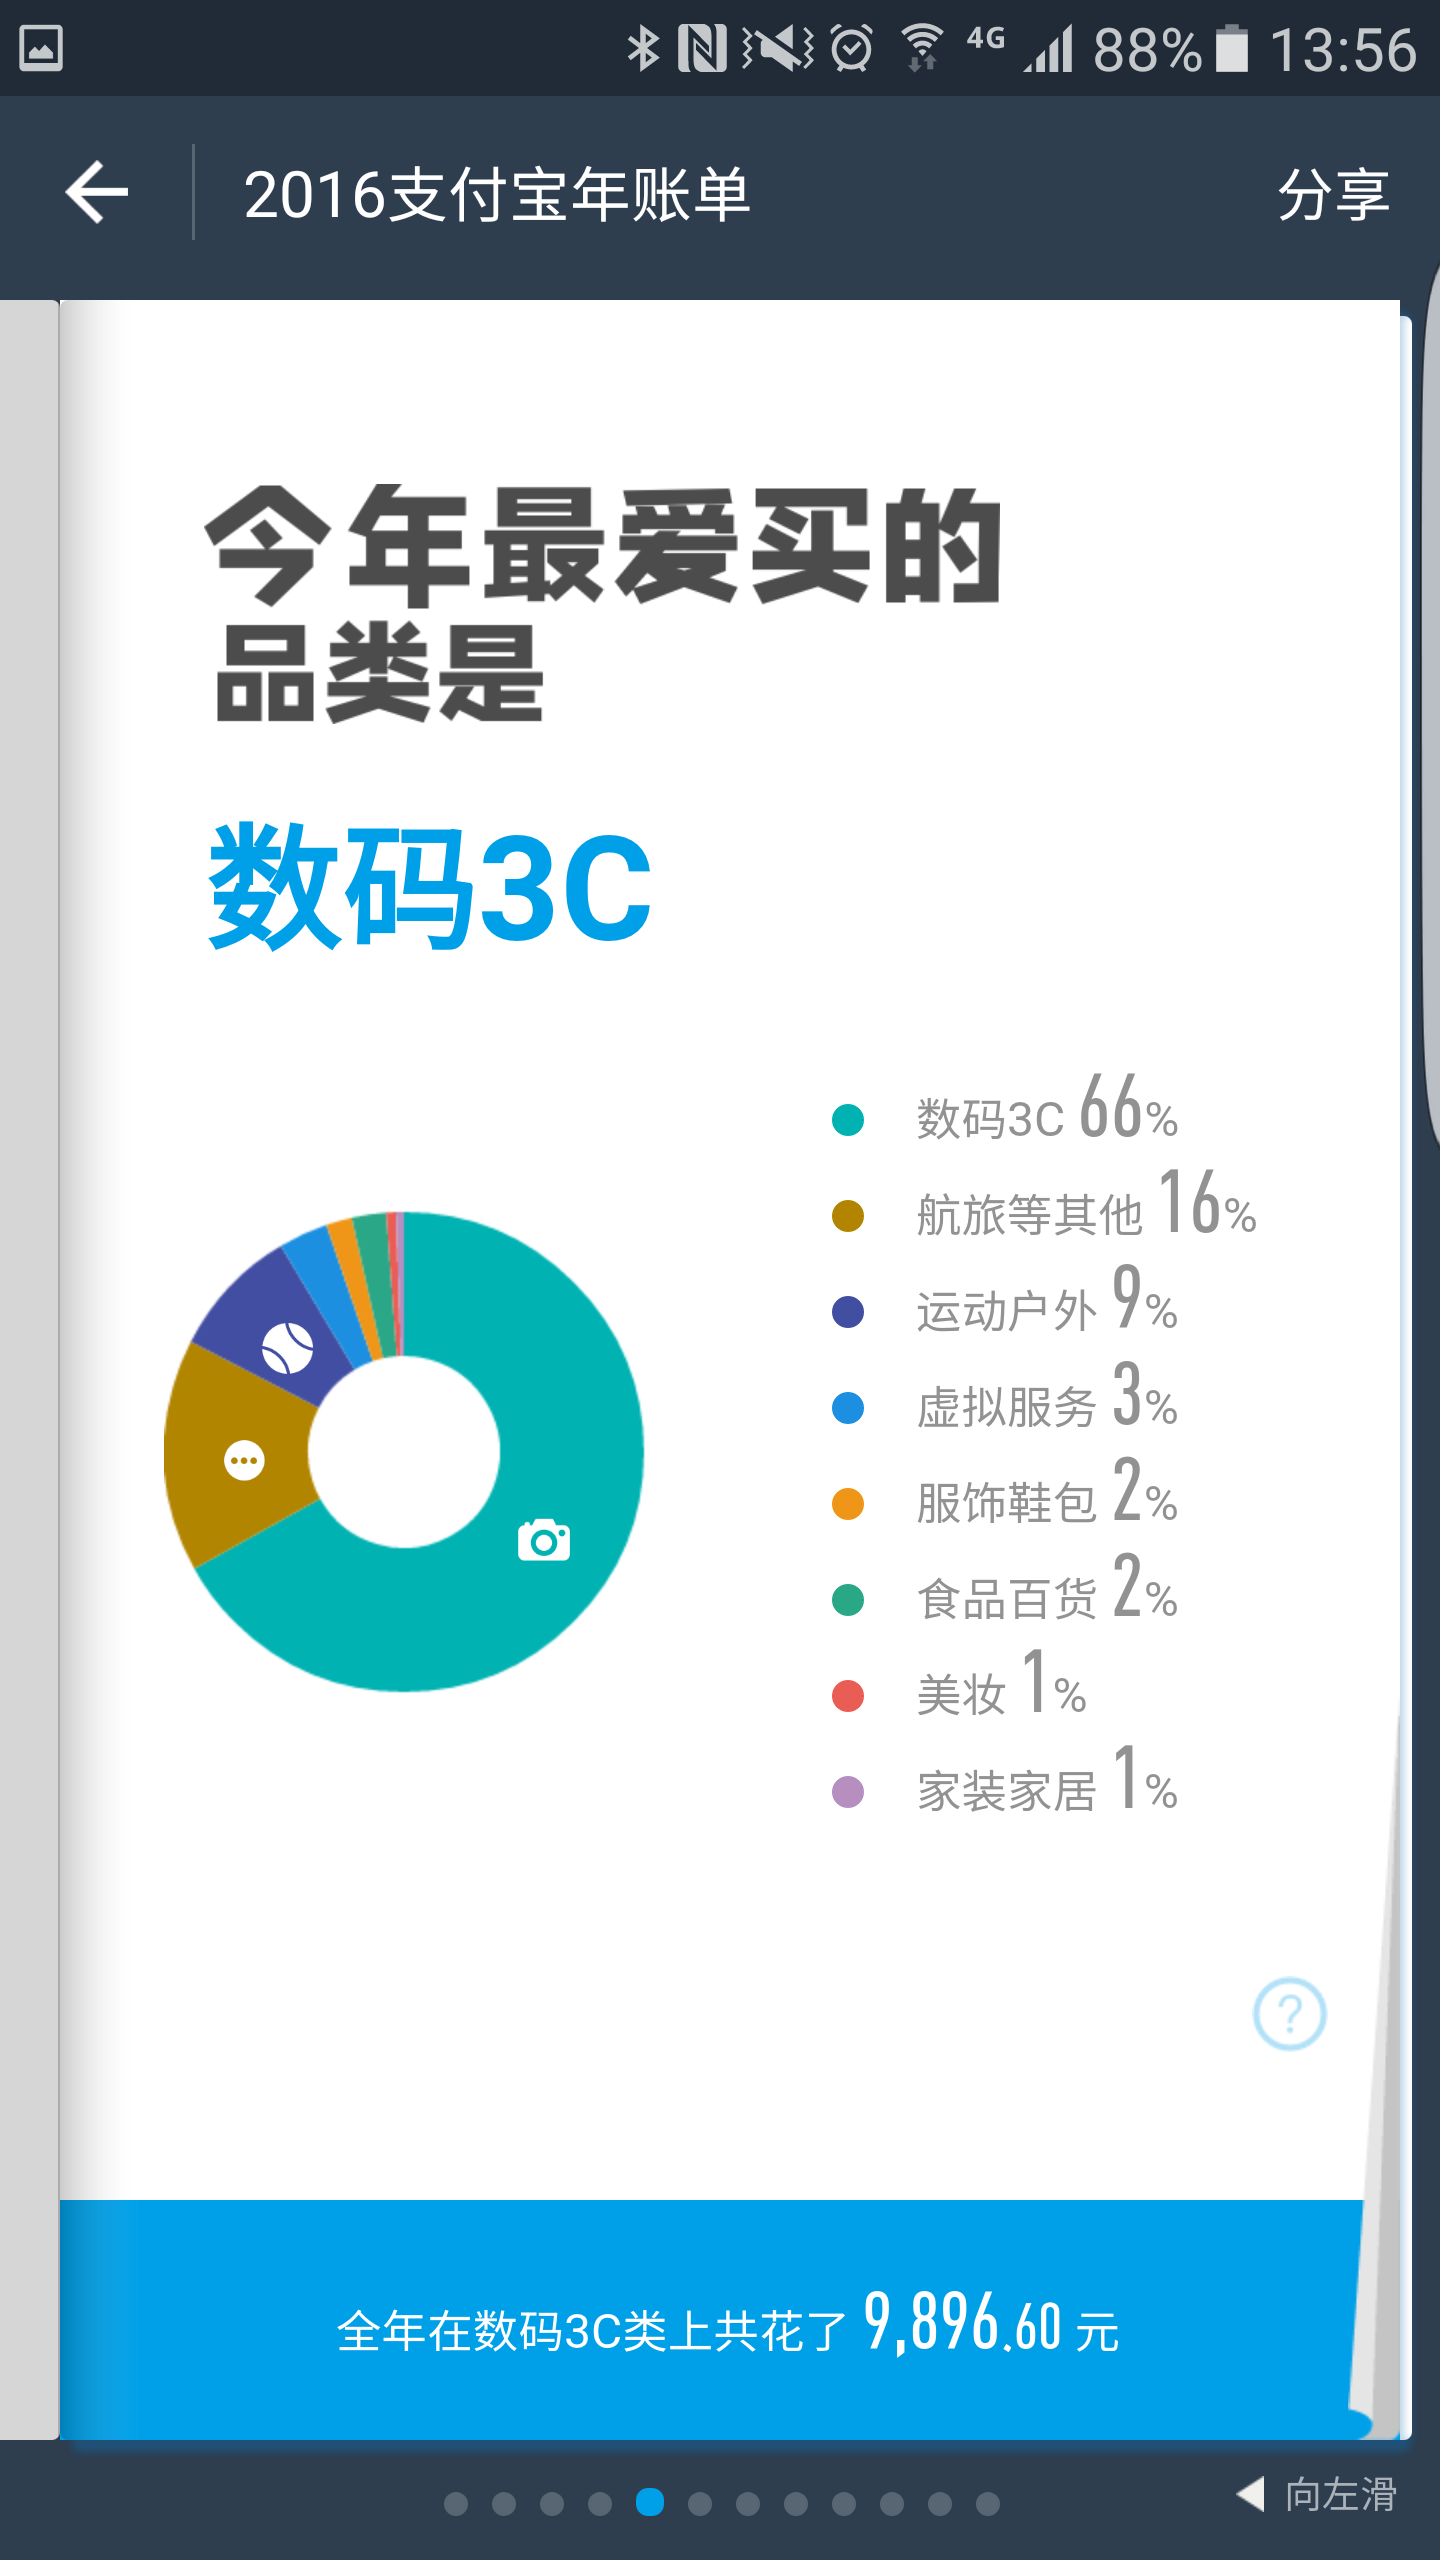 4G 88% 13:56
2016支付宝年账单 分享
今年最爱买的
品类是
数码3C
数码3C 66%
航旅等其他 16%
运动户外 9%
虚拟服务 3%
服饰鞋包 2%
食品百货 2%
美妆 1%
家装家居 1%
?
全年在数码3C类上共花了 9,896.60 元
向左滑